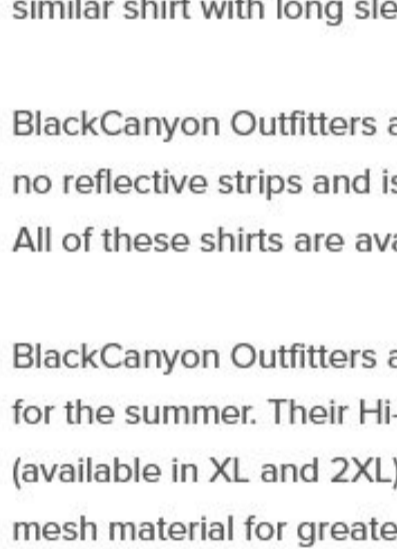 similar shirt with long sle
BlackCanyon Outfitters a
no reflective strips and is
All of these shirts are ava
BlackCanyon Outfitters a
for the summer. Their Hi-
(available in XL and 2XL)
mesh material for greate